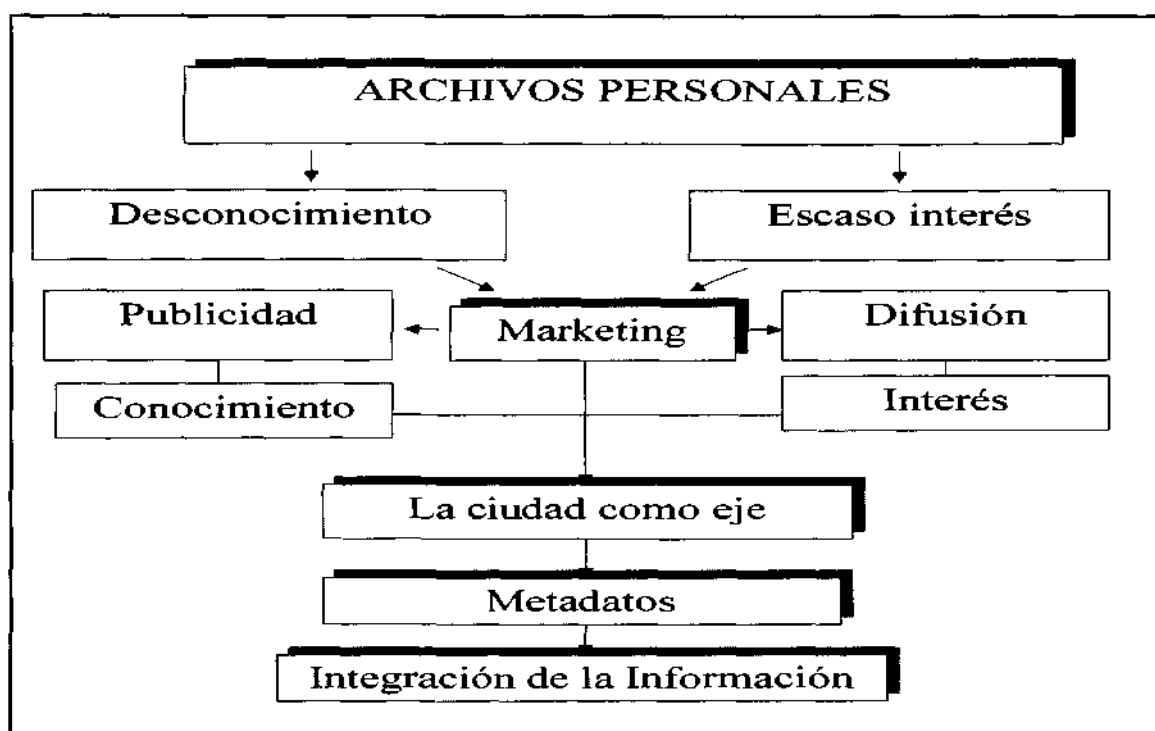 ARCHIVOS PERSONALES
Desconocimiento
Escaso interés
Publicidad
Marketing
Difusión
Conocimiento
Interés
La ciudad como eje
Metadatos
Integración de la Información